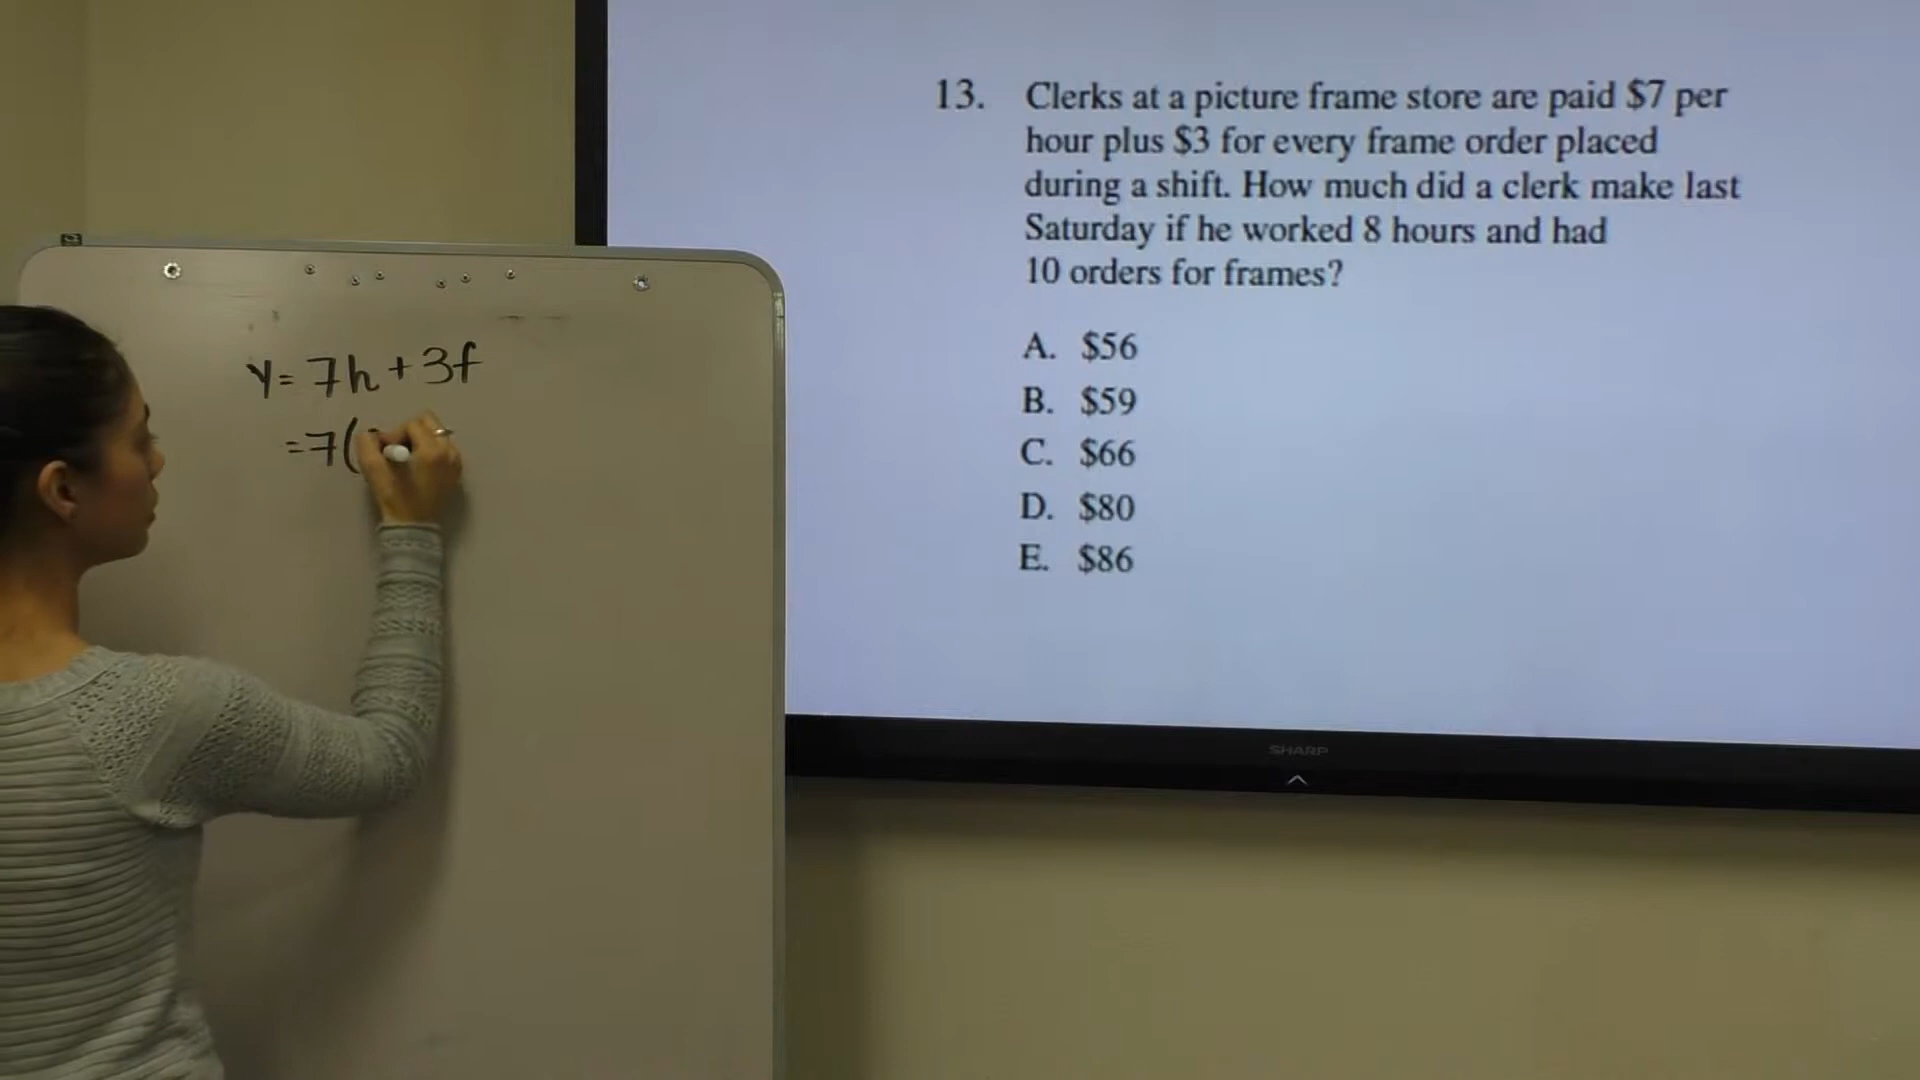 y = 7h + 3f
= 7(
13. Clerks at a picture frame store are paid $7 per
hour plus $3 for every frame order placed
during a shift. How much did a clerk make last
Saturday if he worked 8 hours and had
10 orders for frames?
A. $56
B. $59
C. $66
D. $80
E. $86
SHARP